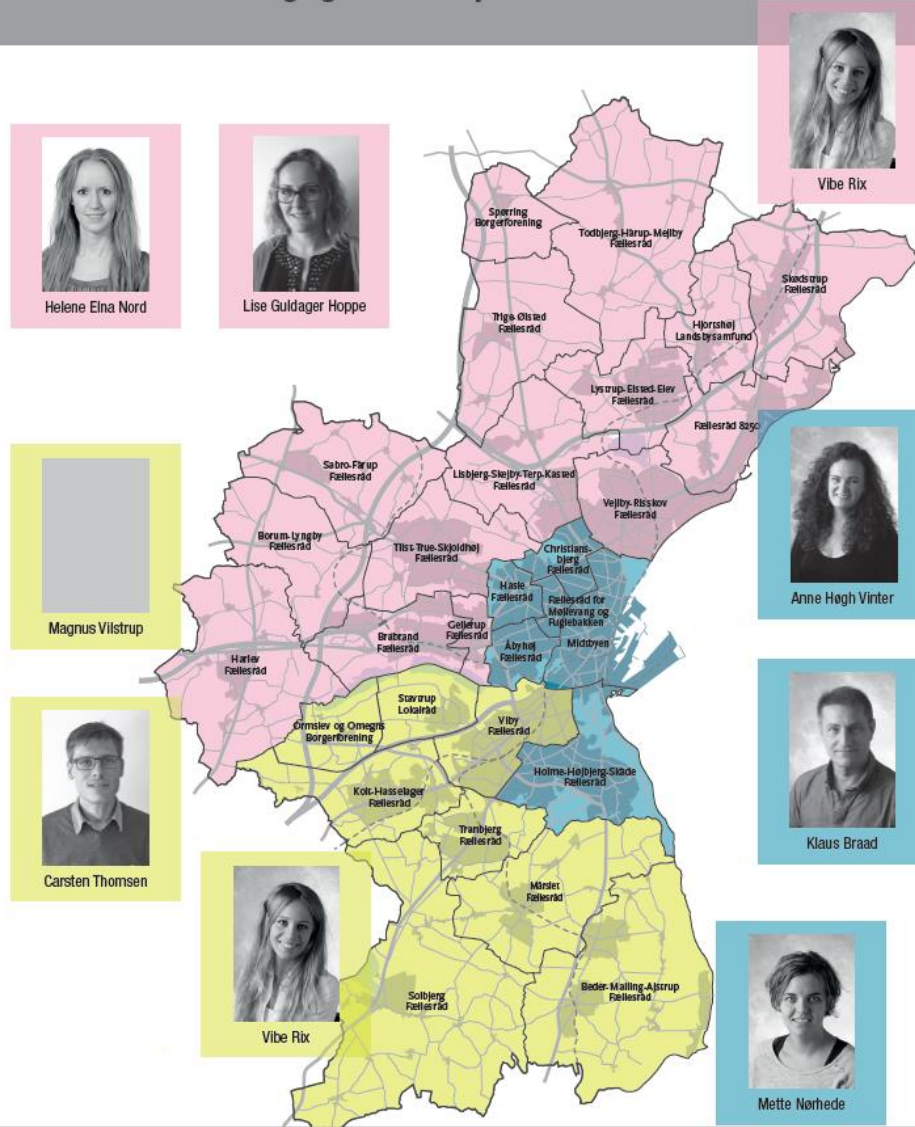 Vibe Rix
Helene Elna Nord
Lise Guldager Hoppe
Spørring
Borgerforening
Todbjerg-Hårup-Mejlby
Fællesråd
Skødstrup
Fællesråd
Trige-Ølsted
Fællesråd
Hjortshøj
Landsbysamfund
Lystrup-Elsted-Elev
Fællesråd
Fællesråd 8250
Sabro-Fårup
Fællesråd
Lisbjerg-Skejby-Terp-Kasted
Fællesråd
Vejlby-Risskov
Fællesråd
Borum-Lyngby
Fællesråd
Tilst-True-Skjoldhøj
Fællesråd
Christians-
bjerg
Fællesråd
Hasle
Fællesråd
Fællesråd for
Møllevang og
Fuglebakken
Anne Høgh Vinter
Magnus Vilstrup
Gellerup
Fællesråd
Brabrand
Fællesråd
Åbyhøj
Fællesråd
Midtbyen
Harlev
Fællesråd
Stavtrup
Lokalråd
Ormslev og Omegns
Borgerforening
Viby
Fællesråd
Holme-Højbjerg-Skåde
Fællesråd
Kolt-Hasselager
Fællesråd
Tranbjerg
Fællesråd
Klaus Braad
Carsten Thomsen
Mårslet
Fællesråd
Solbjerg
Fællesråd
Beder-Malling-Ajstrup
Fællesråd
Vibe Rix
Mette Nørhede